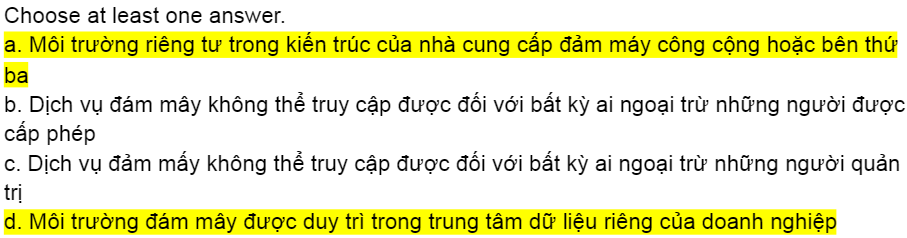 Choose at least one answer.
a. Môi trường riêng tư trong kiến trúc của nhà cung cấp đảm máy công cộng hoặc bên thứ
ba
b. Dịch vụ đám mây không thể truy cập được đối với bất kỳ ai ngoại trừ những người được
cấp phép
c. Dịch vụ đảm mấy không thể truy cập được đối với bất kỳ ai ngoại trừ những người quản
trị
d. Môi trường đám mây được duy trì trong trung tâm dữ liệu riêng của doanh nghiệp